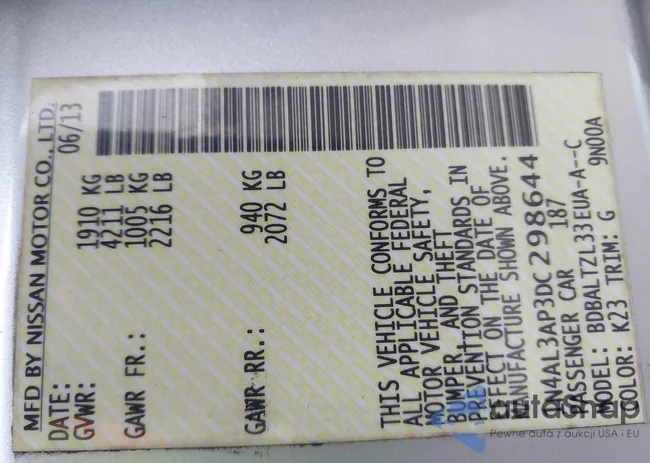 MFD BY NISSAN MOTOR CO., LTD.
DATE: 06/13
GVWR: 1910 KG
4211 LB
GAWR FR.: 1005 KG
2216 LB
GAWR RR.: 940 KG
2072 LB
THIS VEHICLE CONFORMS TO
ALL APPLICABLE FEDERAL
MOTOR VEHICLE SAFETY,
BUMPER, AND THEFT
PREVENTION STANDARDS IN
EFFECT ON THE DATE OF
MANUFACTURE SHOWN ABOVE.
N4AL3AP3DC298644
PASSENGER CAR 187
MODEL: BDBALTZL33EUA-A--C
COLOR: K23 TRIM: G 9N00A
autoGnap
Pewne auta z aukcji USA i EU